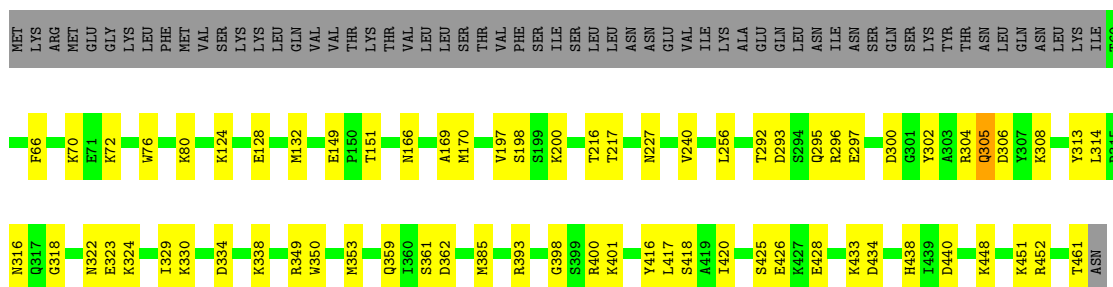 MET LYS ARG MET GLU GLY LYS LEU PHE MET VAL SER LYS LYS LEU GLN VAL VAL THR LYS THR VAL LEU LEU SER THR VAL PHE SER ILE SER LEU LEU ASN ASN GLU VAL ILE LYS ALA GLU GLN LEU ASN ILE ASN SER GLN SER LYS TYR THR ASN LEU GLN ASN LEU LYS ILE
F66 K70 E71 K72 W76 K80 K124 E128 M132 E149 P150 T151 N166 A169 M170 V197 S198 S199 K200 T216 T217 N227 V240 L256 T292 D293 S294 Q295 R296 E297 D300 G301 Y302 A303 R304 Q305 D306 Y307 K308 Y313 L314
N316 Q317 G318 N322 E323 K324 I329 K330 D334 K338 R349 W350 M353 Q359 I360 S361 D362 M385 R393 G398 S399 R400 K401 Y416 L417 S418 A419 I420 S425 E426 K427 E428 K433 D434 H438 I439 D440 K448 K451 R452 T461 ASN